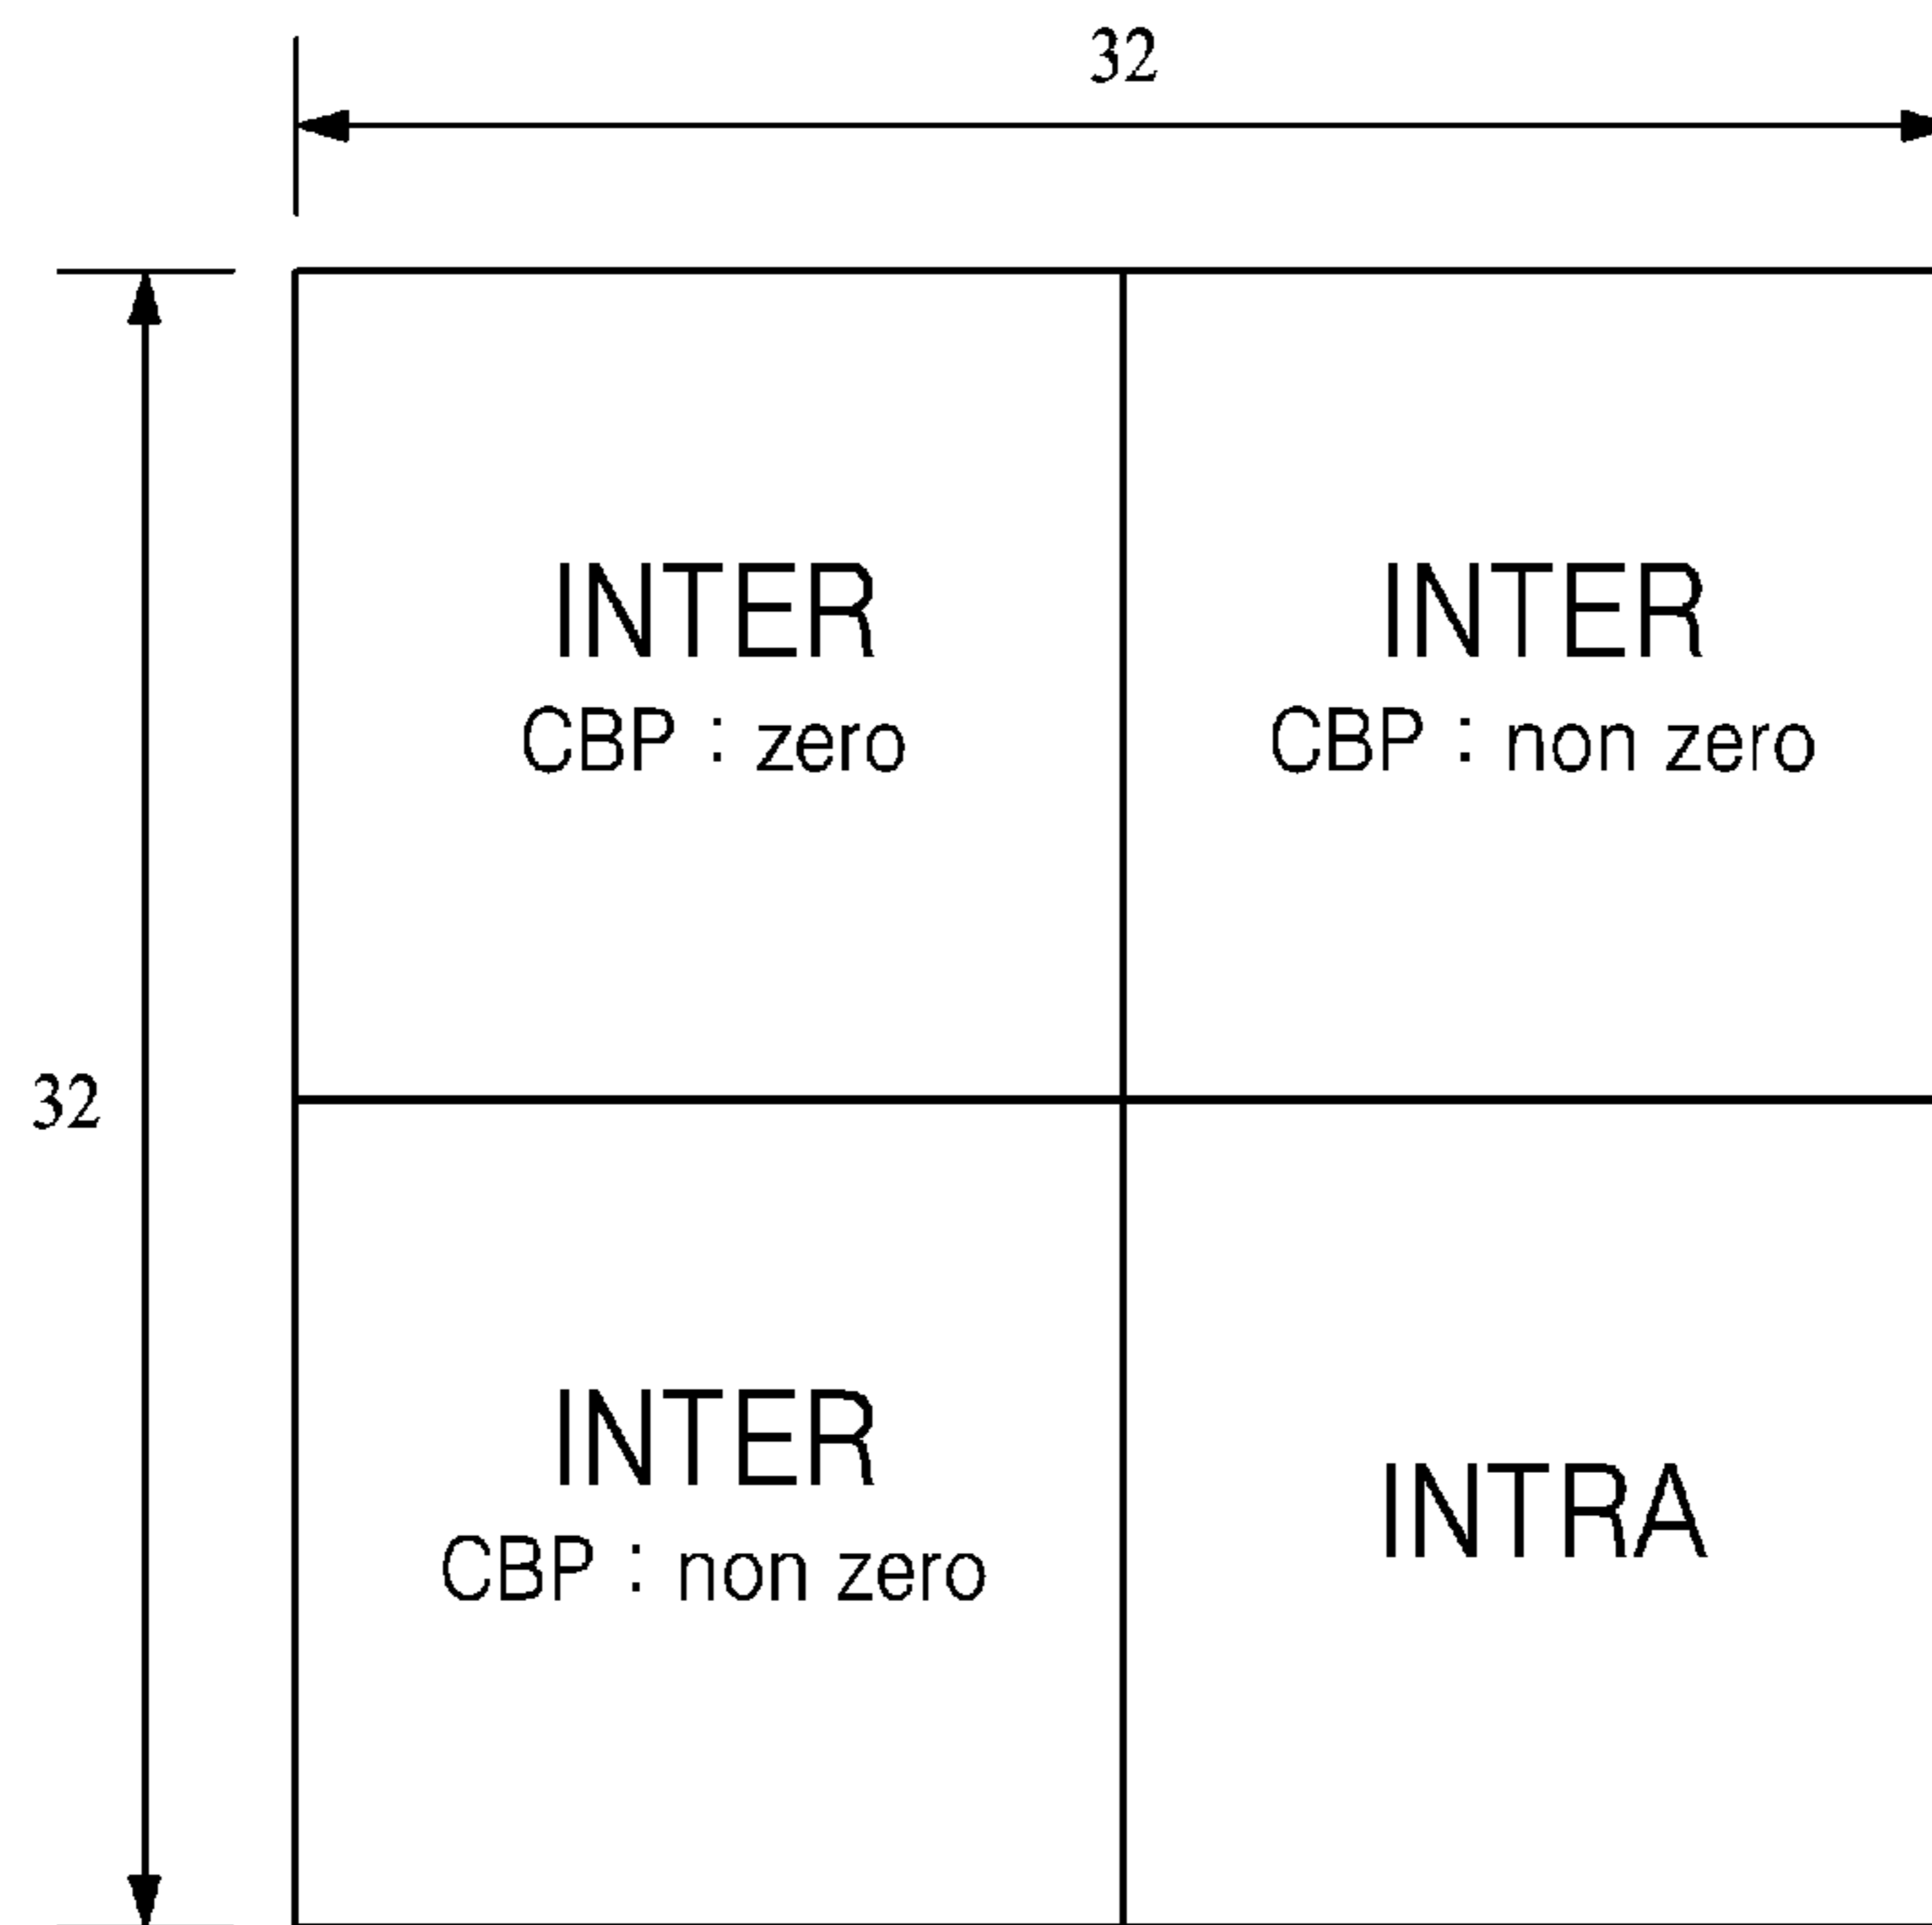 32
INTER
CBP : zero
INTER
CBP : non zero
32
INTER
CBP : non zero
INTRA